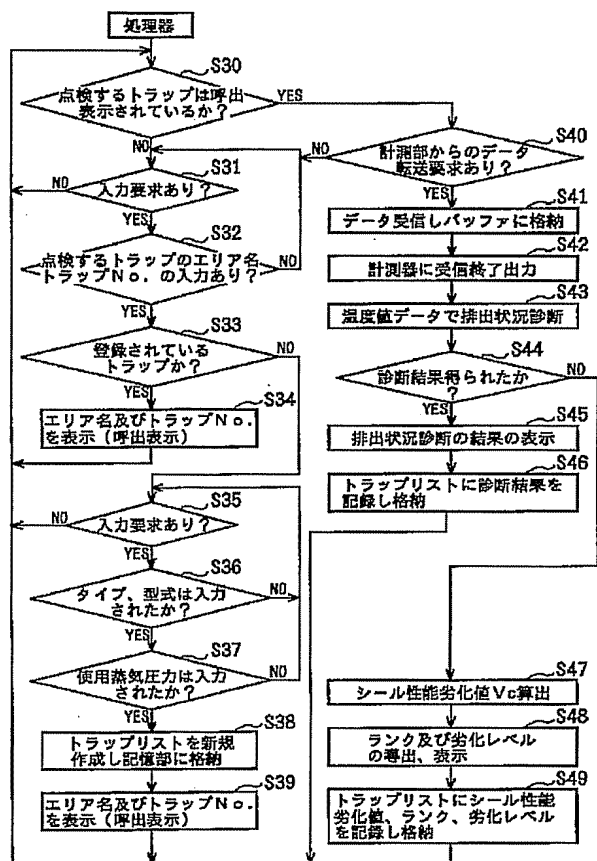 処理器
S30
点検するトラップは呼出
表示されているか？
YES
NO
S31
入力要求あり？
NO
YES
S32
点検するトラップのエリア名
トラップNo．の入力あり？
NO
YES
S33
登録されている
トラップか？
NO
YES
S34
エリア名及びトラップNo．
を表示（呼出表示）
S35
入力要求あり？
NO
YES
S36
タイプ、型式は入力
されたか？
NO
YES
S37
使用蒸気圧力は入力
されたか？
NO
YES
S38
トラップリストを新規
作成し記憶部に格納
S39
エリア名及びトラップNo．
を表示（呼出表示）
S40
計測部からのデータ
転送要求あり？
NO
YES
S41
データ受信しバッファに格納
S42
計測器に受信終了出力
S43
温度値データで排出状況診断
S44
診断結果得られたか
？
NO
YES
S45
排出状況診断の結果の表示
S46
トラップリストに診断結果を
記録し格納
S47
シール性能劣化値Vc算出
S48
ランク及び劣化レベル
の導出、表示
S49
トラップリストにシール性能
劣化値、ランク、劣化レベル
を記録し格納